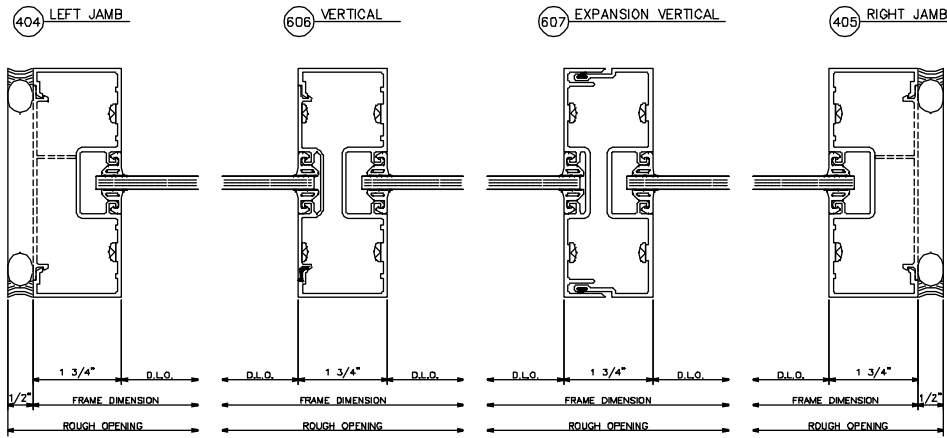 404 LEFT JAMB
606 VERTICAL
607 EXPANSION VERTICAL
405 RIGHT JAMB
1 3/4" D.L.O. D.L.O. 1 3/4" D.L.O. D.L.O. 1 3/4" D.L.O. D.L.O. 1 3/4"
1/2" FRAME DIMENSION FRAME DIMENSION FRAME DIMENSION FRAME DIMENSION 1/2"
ROUGH OPENING ROUGH OPENING ROUGH OPENING ROUGH OPENING